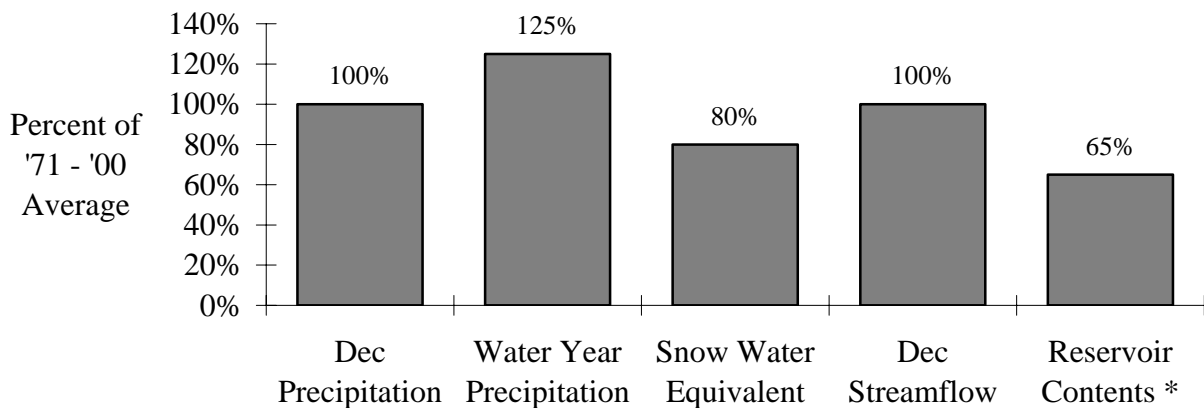 Percent of
'71 - '00
Average
140%
120%
100%
80%
60%
40%
20%
0%
100%
125%
80%
100%
65%
Dec
Precipitation
Water Year
Precipitation
Snow Water
Equivalent
Dec
Streamflow
Reservoir
Contents *